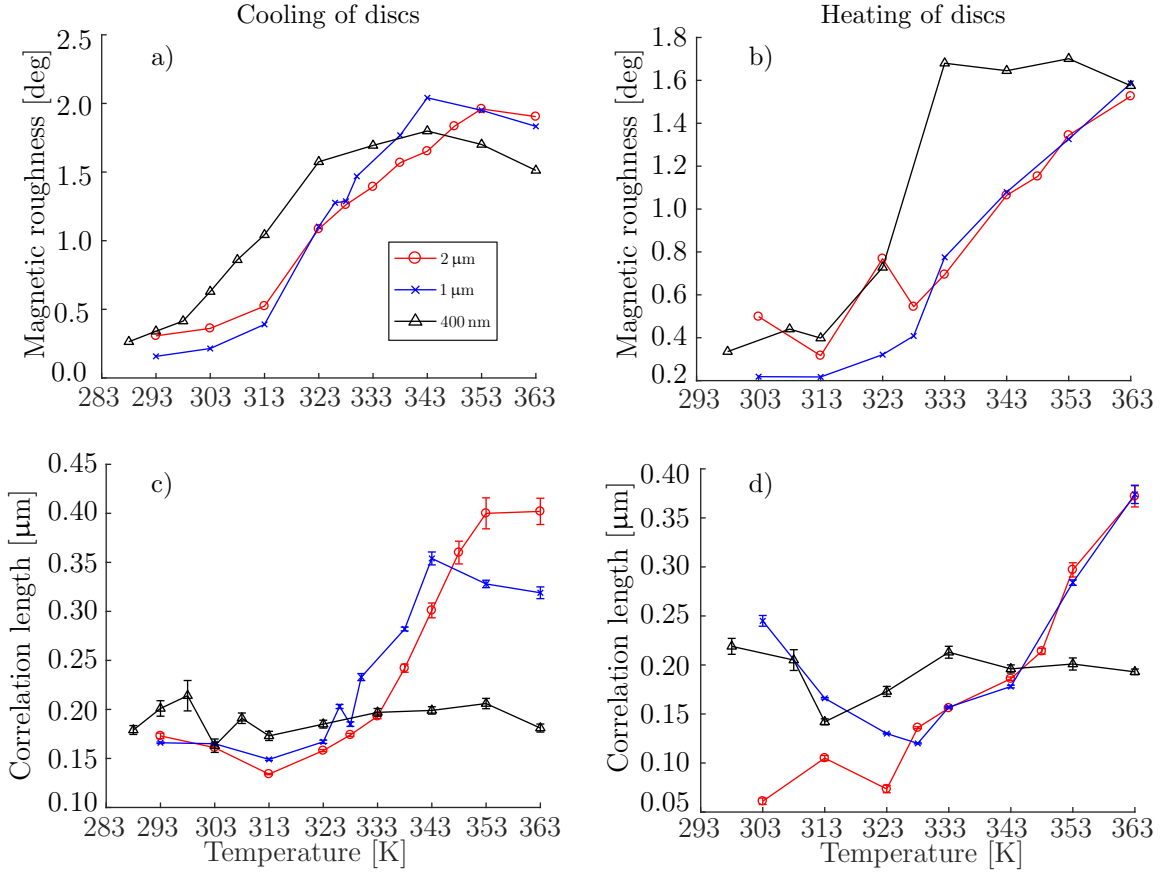 Cooling of discs
Heating of discs
a)
Magnetic roughness [deg]
2.5
2.0
1.5
1.0
0.5
0.0
283 293 303 313 323 333 343 353 363
2 µm
1 µm
400 nm
b)
Magnetic roughness [deg]
1.8
1.6
1.4
1.2
1.0
0.8
0.6
0.4
0.2
293 303 313 323 333 343 353 363
c)
Correlation length [µm]
0.45
0.40
0.35
0.30
0.25
0.20
0.15
0.10
283 293 303 313 323 333 343 353 363
Temperature [K]
d)
Correlation length [µm]
0.40
0.35
0.30
0.25
0.20
0.15
0.10
0.05
293 303 313 323 333 343 353 363
Temperature [K]